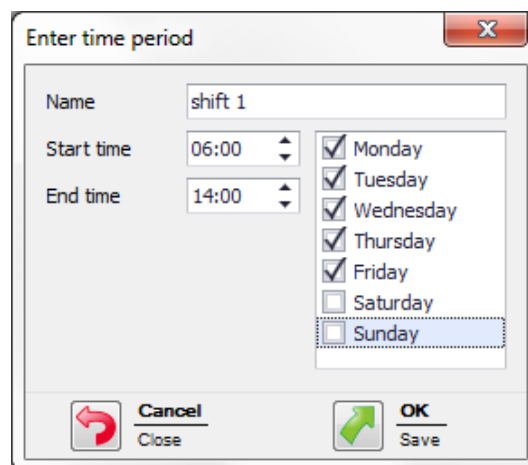 Enter time period
Name shift 1
Start time 06:00
End time 14:00
Monday
Tuesday
Wednesday
Thursday
Friday
Saturday
Sunday
Cancel
Close
OK
Save